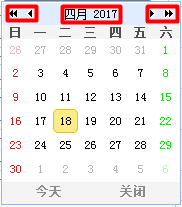 四月 2017
日 一 二 三 四 五 六
26 27 28 29 30 31 1
2 3 4 5 6 7 8
9 10 11 12 13 14 15
16 17 18 19 20 21 22
23 24 25 26 27 28 29
30 1 2 3 4 5 6
今天 关闭